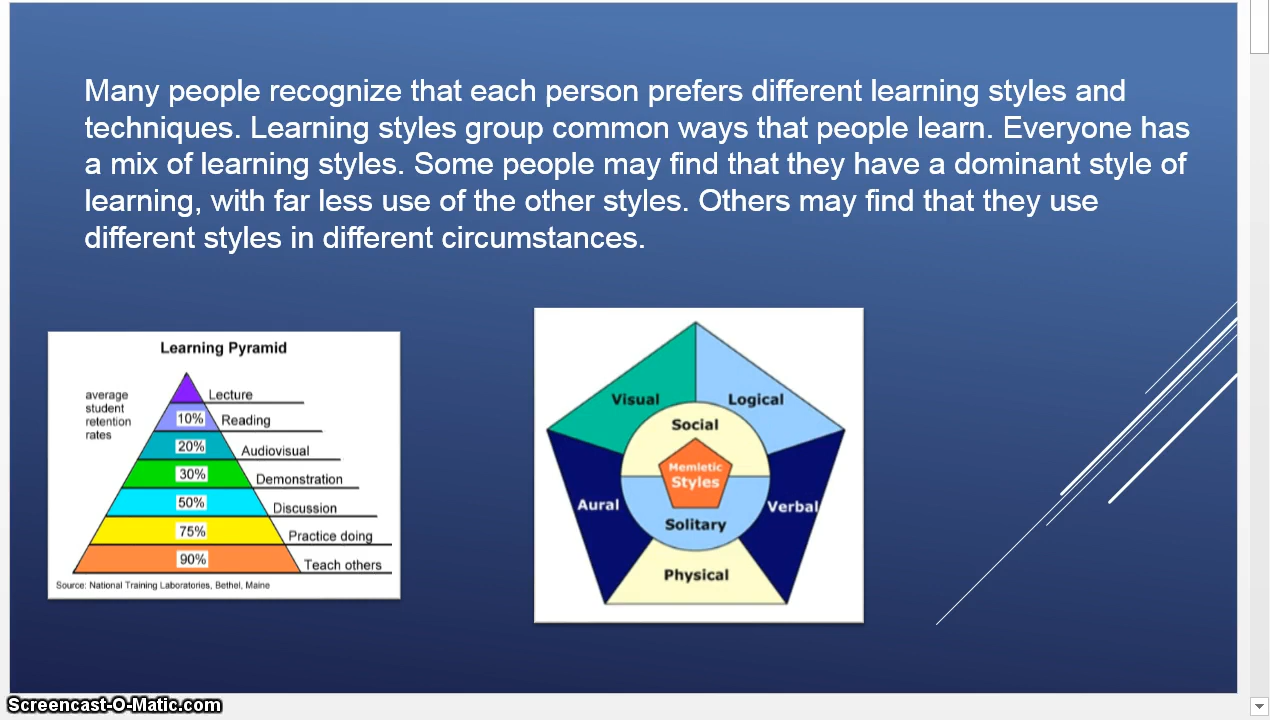 Many people recognize that each person prefers different learning styles and
techniques. Learning styles group common ways that people learn. Everyone has
a mix of learning styles. Some people may find that they have a dominant style of
learning, with far less use of the other styles. Others may find that they use
different styles in different circumstances.
Learning Pyramid
average
student
retention
rates
Lecture
10% Reading
20% Audiovisual
30% Demonstration
50% Discussion
75% Practice doing
90% Teach others
Source: National Training Laboratories, Bethel, Maine
Visual
Logical
Social
Memletic
Styles
Aural
Verbal
Solitary
Physical
Screencast-O-Matic.com